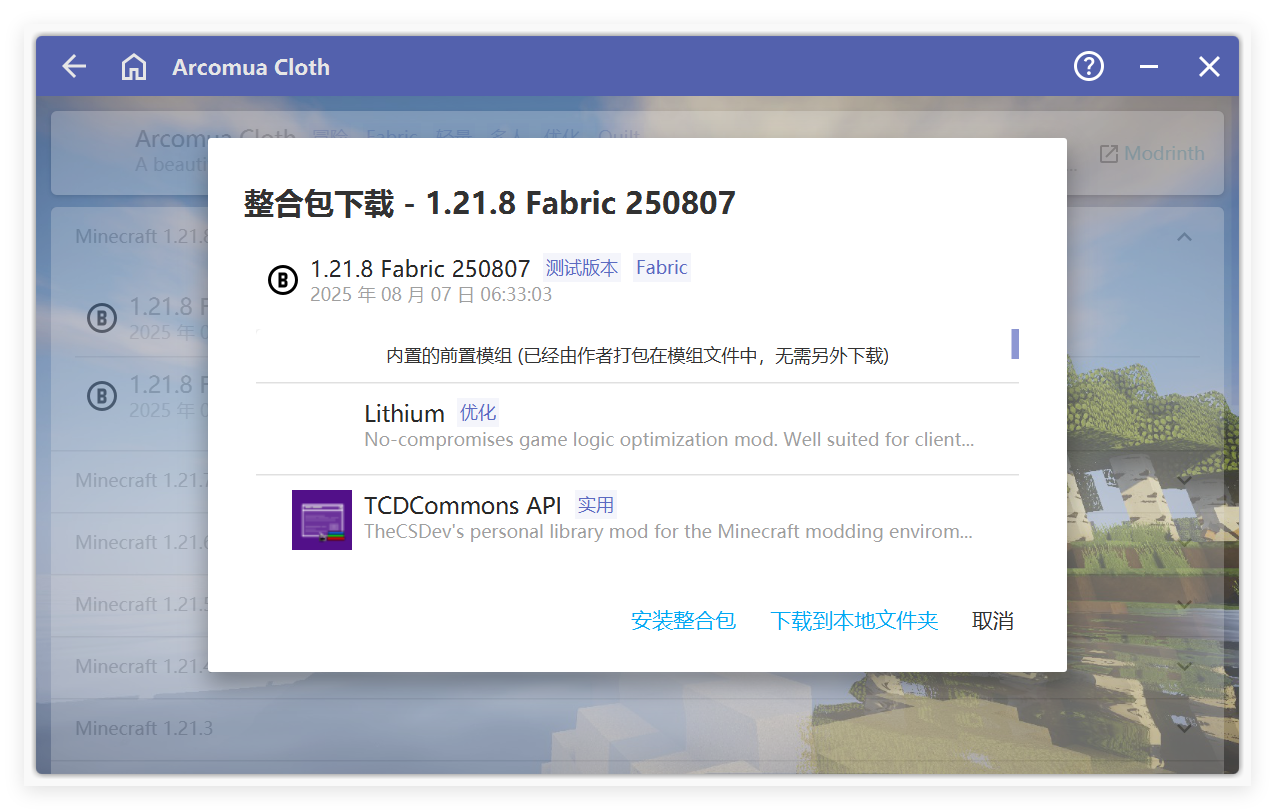 Arcomua Cloth
Arcomua Cloth 冒险 Fabric 轻量 多人 优化 Quilt
A beauti
Modrinth
Minecraft 1.21.8
1.21.8 F
2025 年 0
1.21.8 F
2025 年 0
Minecraft 1.21.7
Minecraft 1.21.6
Minecraft 1.21.5
Minecraft 1.21.4
Minecraft 1.21.3
整合包下载 - 1.21.8 Fabric 250807
B 1.21.8 Fabric 250807 测试版本 Fabric
2025 年 08 月 07 日 06:33:03
内置的前置模组 (已经由作者打包在模组文件中，无需另外下载)
Lithium 优化
No-compromises game logic optimization mod. Well suited for client...
TCDCommons API 实用
TheCSDev's personal library mod for the Minecraft modding envirom...
安装整合包 下载到本地文件夹 取消